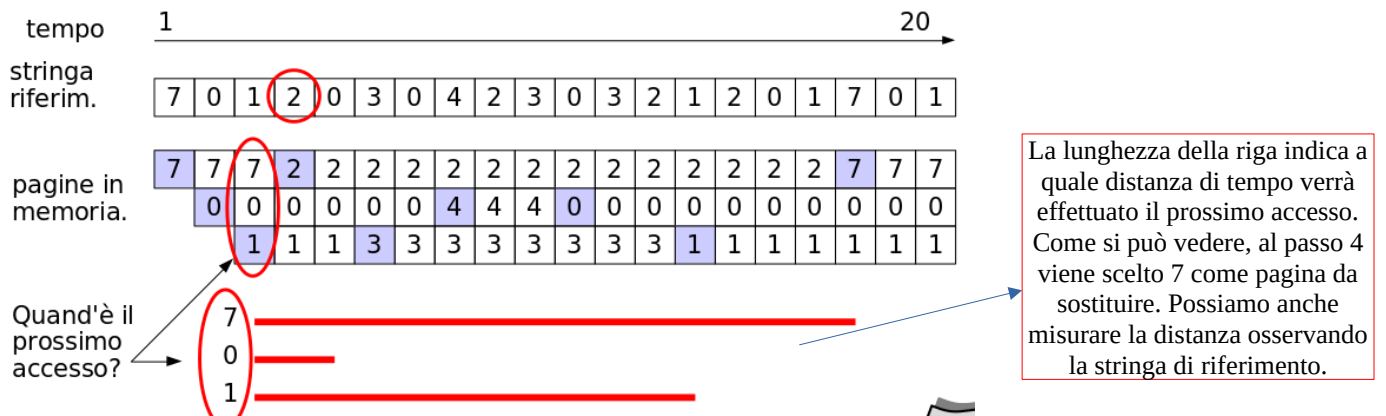 tempo
1 20
stringa
riferim.
7 0 1 2 0 3 0 4 2 3 0 3 2 1 2 0 1 7 0 1
pagine in
memoria.
7 7 7 2 2 2 2 2 2 2 2 2 2 2 2 2 2 7 7 7
0 0 0 0 0 0 4 4 4 0 0 0 0 0 0 0 0 0 0
1 1 1 3 3 3 3 3 3 3 3 1 1 1 1 1 1 1
Quand'è il
prossimo
accesso?
7
0
1
La lunghezza della riga indica a
quale distanza di tempo verrà
effettuato il prossimo accesso.
Come si può vedere, al passo 4
viene scelto 7 come pagina da
sostituire. Possiamo anche
misurare la distanza osservando
la stringa di riferimento.